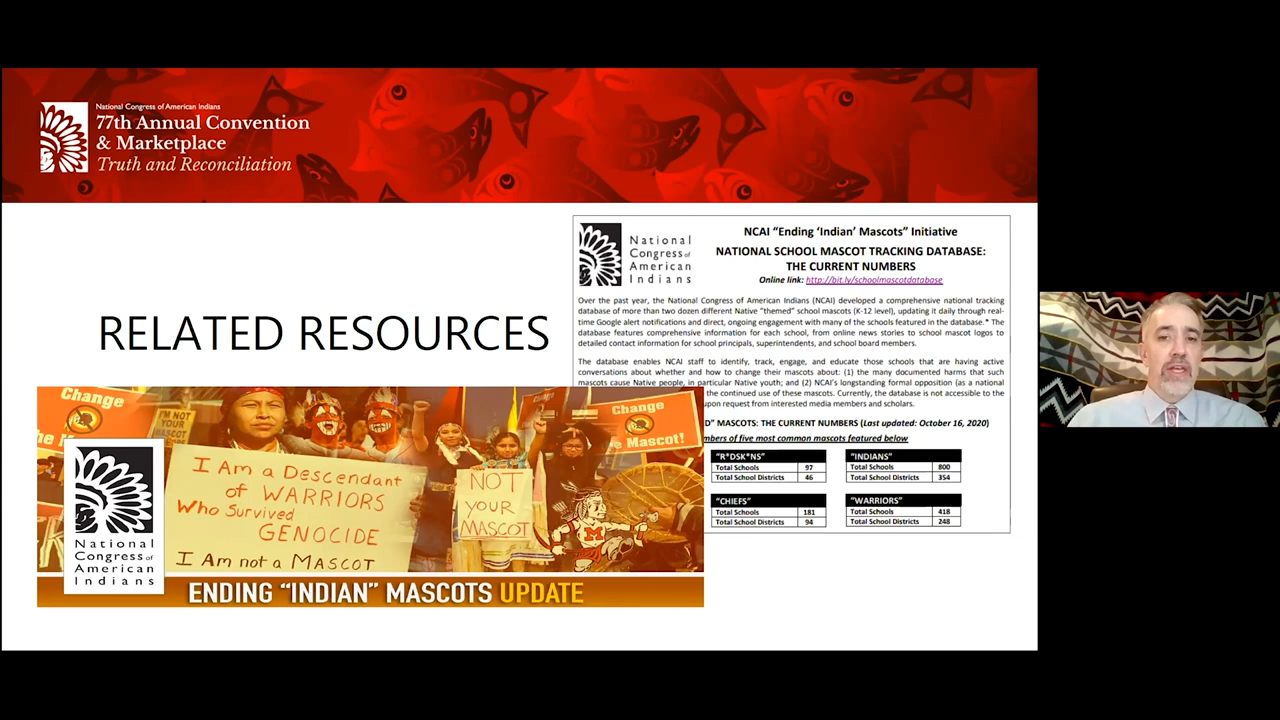 National Congress of American Indians
77th Annual Convention
& Marketplace
Truth and Reconciliation
RELATED RESOURCES
National
Congress of
American
Indians
NCAI “Ending ‘Indian’ Mascots” Initiative
NATIONAL SCHOOL MASCOT TRACKING DATABASE:
THE CURRENT NUMBERS
Online link: http://bit.ly/schoolmascotdatabase
Over the past year, the National Congress of American Indians (NCAI) developed a comprehensive national tracking
database of more than two dozen different Native “themed” school mascots (K-12 level), updating it daily through real-
time Google alert notifications and direct, ongoing engagement with many of the schools featured in the database.* The
database features comprehensive information for each school, from online news stories to school mascot logos to
detailed contact information for school principals, superintendents, and school board members.
The database enables NCAI staff to identify, track, engage, and educate those schools that are having active
conversations about whether and how to change their mascots about: (1) the many documented harms that such
mascots cause Native people, in particular Native youth; and (2) NCAI’s longstanding formal opposition (as a national
the continued use of these mascots. Currently, the database is not accessible to the
upon request from interested media members and scholars.
D” MASCOTS: THE CURRENT NUMBERS (Last updated: October 16, 2020)
mbers of five most common mascots featured below
“R*DSK*NS”
Total Schools 97
Total School Districts 46
“INDIANS”
Total Schools 800
Total School Districts 354
“CHIEFS”
Total Schools 181
Total School Districts 94
“WARRIORS”
Total Schools 418
Total School Districts 248
Change
he M
I'M NOT
YOUR
MASCOT
Change
e Mascot!
I Am a Descendant
of WARRIORS
Who Survived
GENOCIDE
I Am not a MASCOT
NOT
YOUR
MASCOT
M
National
Congress of
American
Indians
ENDING “INDIAN” MASCOTS UPDATE